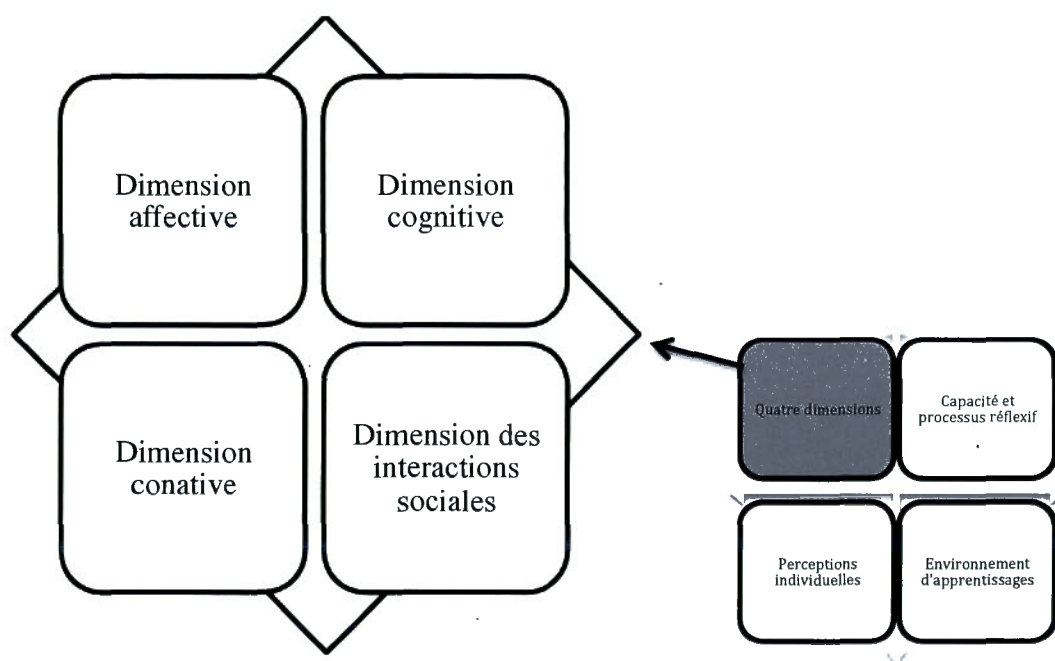 Dimension
affective
Dimension
cognitive
Dimension
conative
Dimension des
interactions
sociales
Quatre dimensions
Capacité et
processus réflexif
Perceptions
individuelles
Environnement
d'apprentissages